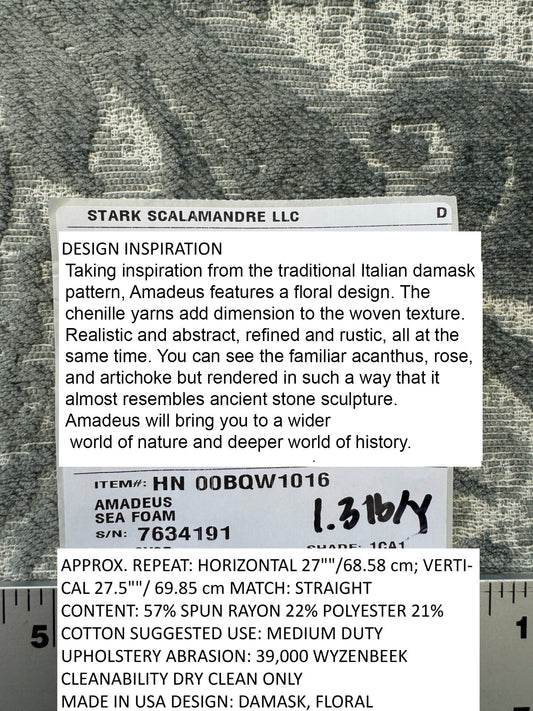 STARK SCALAMANDRE LLC D
DESIGN INSPIRATION
Taking inspiration from the traditional Italian damask
pattern, Amadeus features a floral design. The
chenille yarns add dimension to the woven texture.
Realistic and abstract, refined and rustic, all at the
same time. You can see the familiar acanthus, rose,
and artichoke but rendered in such a way that it
almost resembles ancient stone sculpture.
Amadeus will bring you to a wider
world of nature and deeper world of history.
ITEM#: HN 00BQW1016
AMADEUS
SEA FOAM
S/N: 7634191
1.3 lb/y
SHADE: 1CA1
APPROX. REPEAT: HORIZONTAL 27""/68.58 cm; VERTI-
CAL 27.5""/ 69.85 cm MATCH: STRAIGHT
CONTENT: 57% SPUN RAYON 22% POLYESTER 21%
COTTON SUGGESTED USE: MEDIUM DUTY
UPHOLSTERY ABRASION: 39,000 WYZENBEEK
CLEANABILITY DRY CLEAN ONLY
MADE IN USA DESIGN: DAMASK, FLORAL
5
1